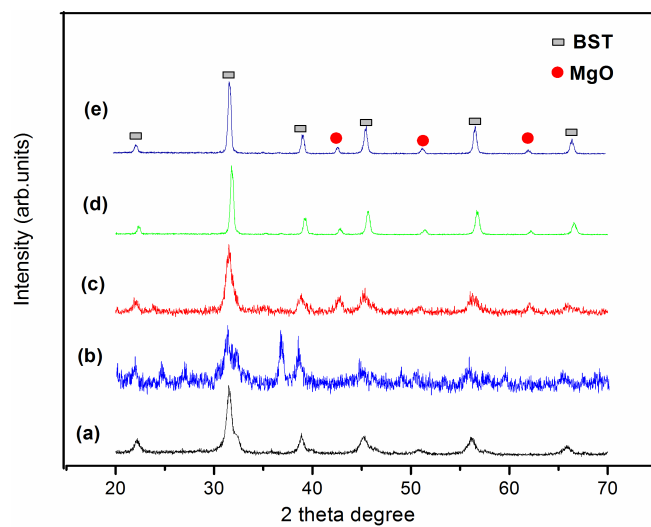 BST
MgO
(e)
(d)
(c)
(b)
(a)
Intensity (arb.units)
20 30 40 50 60 70
2 theta degree